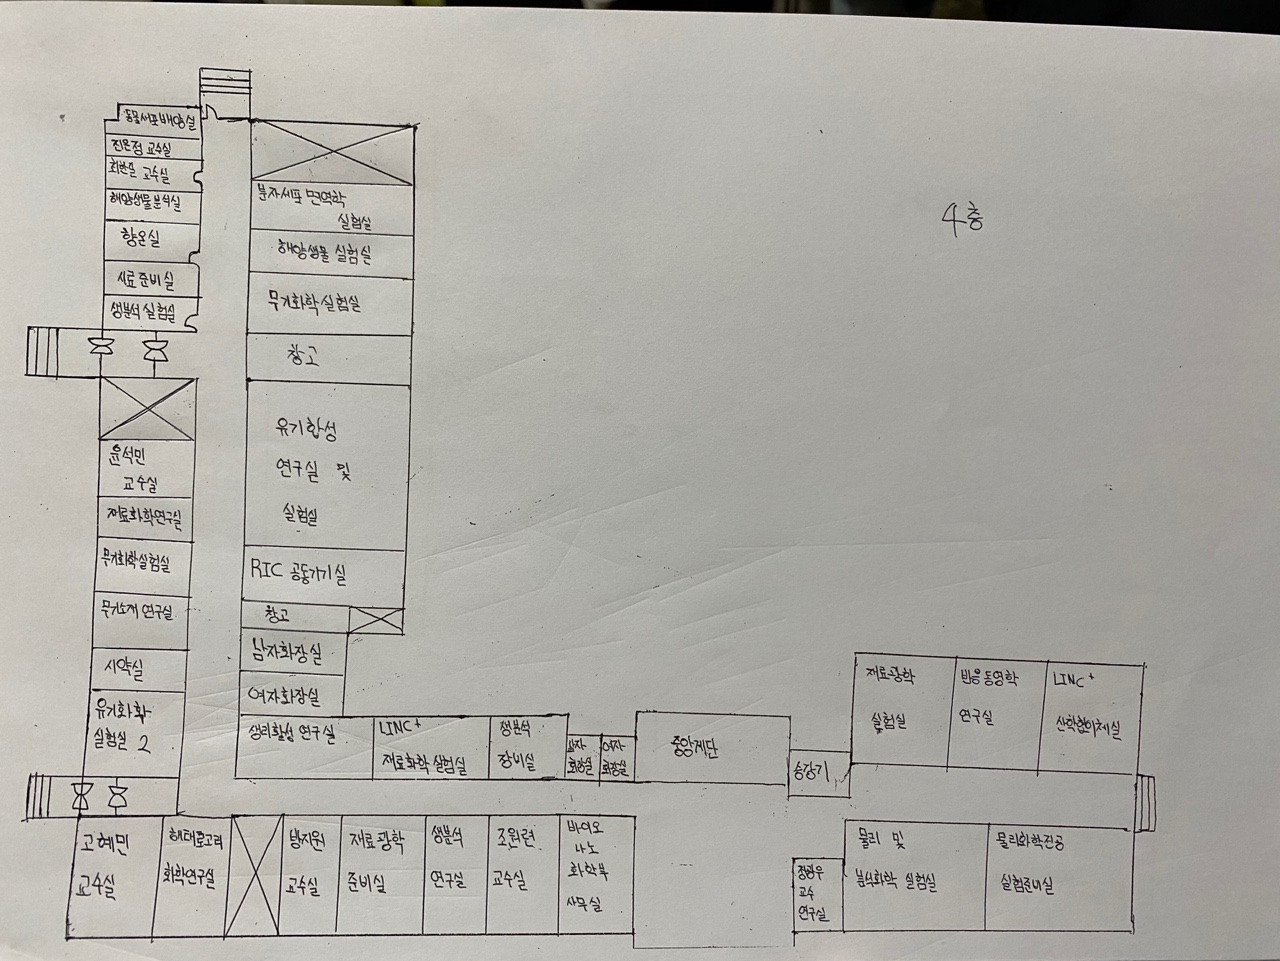 4층
동물세포배양실
진은정 교수실
최한설 교수실
해양생물분석실
항온실
시료준비실
생분석실험실
분자세포 면역학
실험실
해양생물 실험실
무기화학실험실
창고
유기합성
연구실 및
실험실
RIC 공동기기실
창고
남자화장실
여자화장실
윤석민
교수실
재료화학연구실
무기화학실험실
무기소재 연구실
시약실
유기화학
실험실 2
생리활성 연구실
LINC+
재료화학 실험실
생분석
장비실
남자
화장실
여자
화장실
중앙계단
승강기
재료광학
실험실
반응동영학
연구실
LINC+
산학협의체실
고혜민
교수실
헤테로고리
화학연구실
방지원
교수실
재료광학
준비실
생분석
연구실
조원련
교수실
바이오
나노
화학부
사무실
교수
연구실
물리 및
분석화학 실험실
물리화학전공
실험준비실